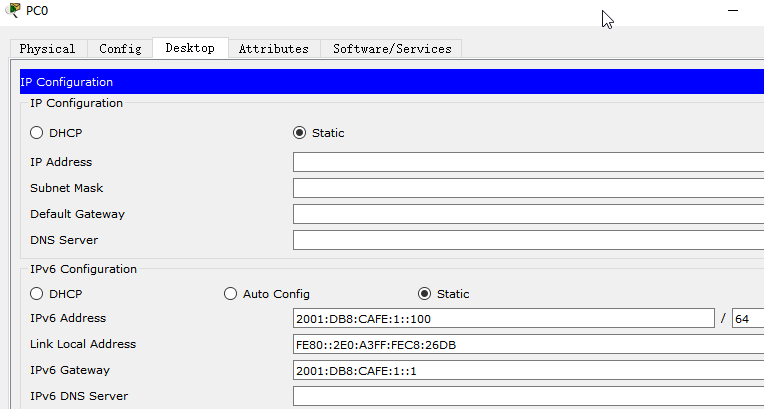 PC0
Physical Config Desktop Attributes Software/Services
IP Configuration
IP Configuration
DHCP Static
IP Address
Subnet Mask
Default Gateway
DNS Server
IPv6 Configuration
DHCP Auto Config Static
IPv6 Address 2001:DB8:CAFE:1::100 / 64
Link Local Address FE80::2E0:A3FF:FEC8:26DB
IPv6 Gateway 2001:DB8:CAFE:1::1
IPv6 DNS Server